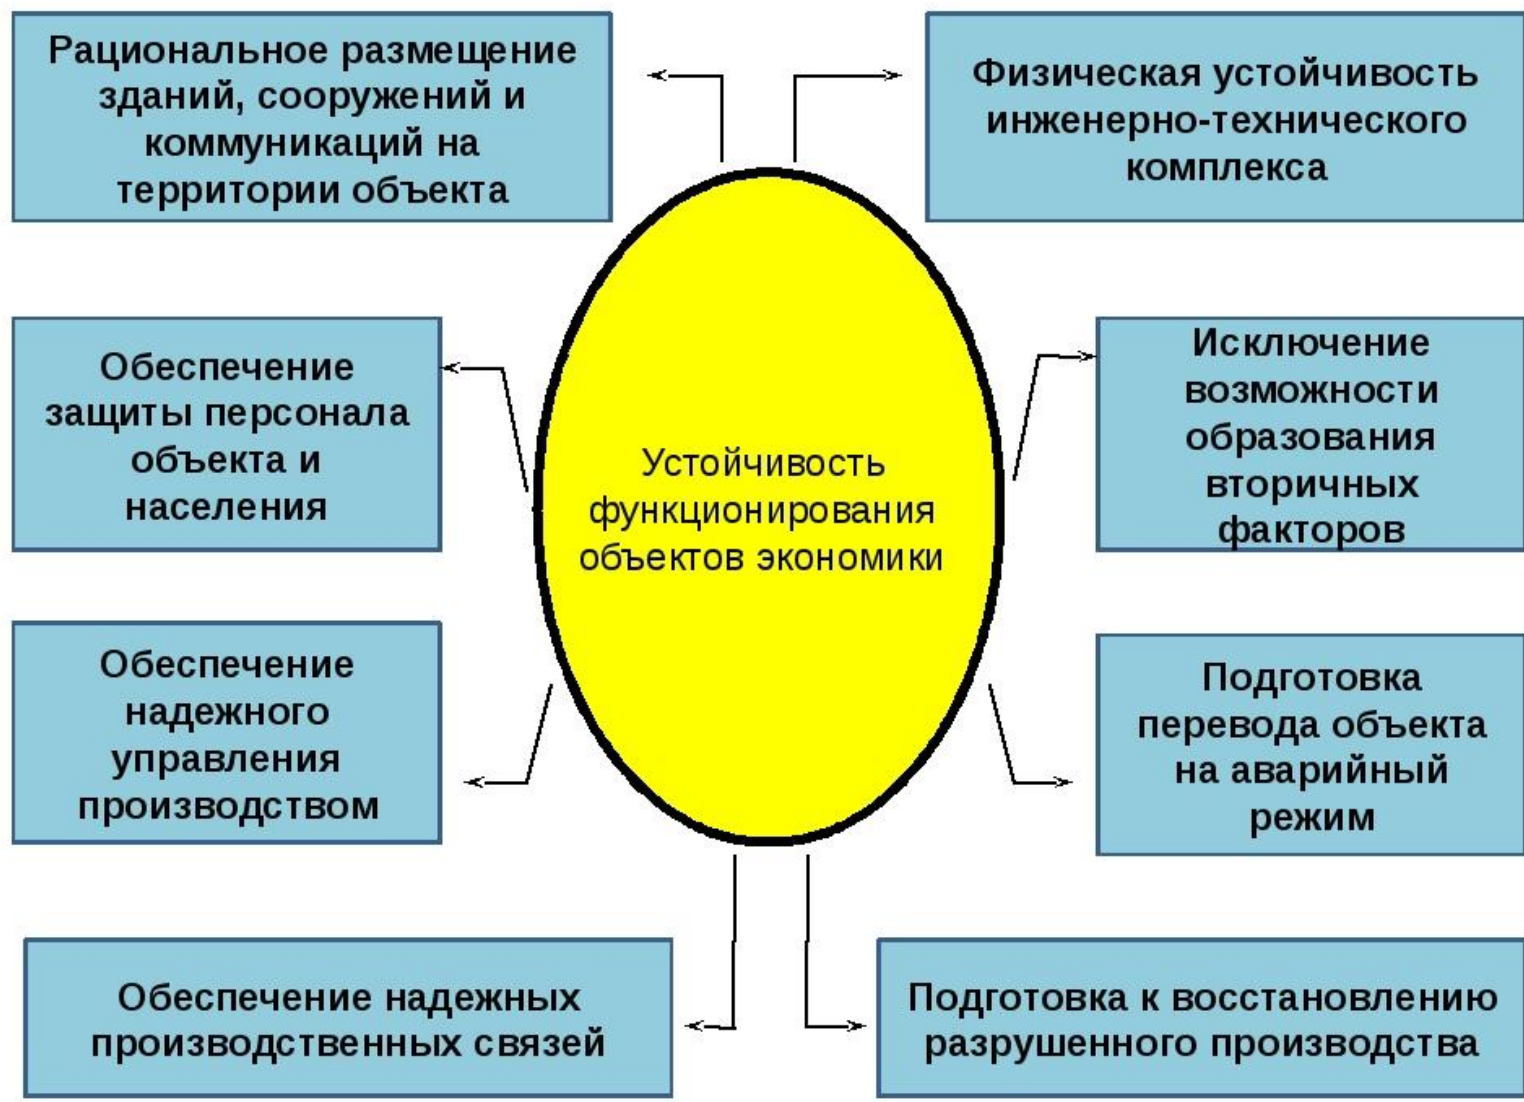 Рациональное размещение
зданий, сооружений и
коммуникаций на
территории объекта
Физическая устойчивость
инженерно-технического
комплекса
Обеспечение
защиты персонала
объекта и
населения
Устойчивость
функционирования
объектов экономики
Исключение
возможности
образования
вторичных
факторов
Обеспечение
надежного
управления
производством
Подготовка
перевода объекта
на аварийный
режим
Обеспечение надежных
производственных связей
Подготовка к восстановлению
разрушенного производства